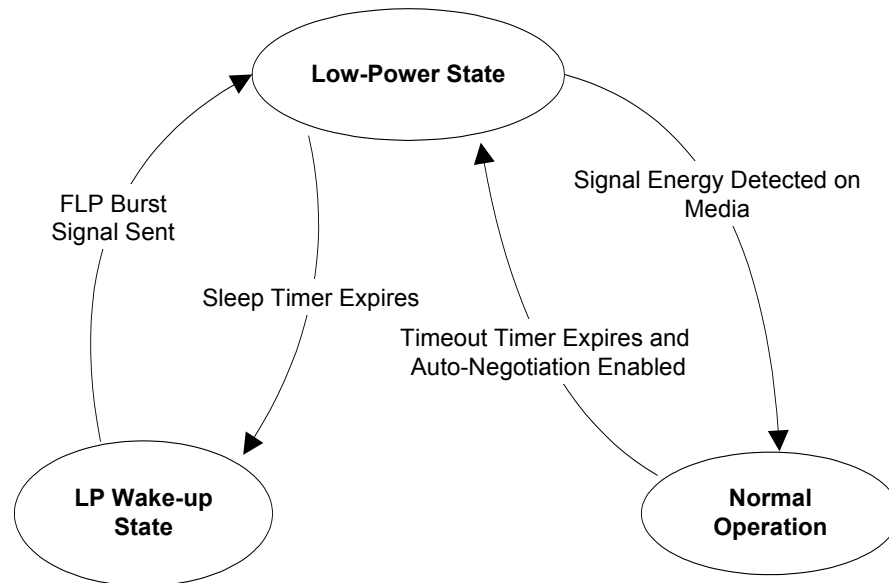 Low-Power State
FLP Burst
Signal Sent
Signal Energy Detected on
Media
Sleep Timer Expires
Timeout Timer Expires and
Auto-Negotiation Enabled
LP Wake-up
State
Normal
Operation